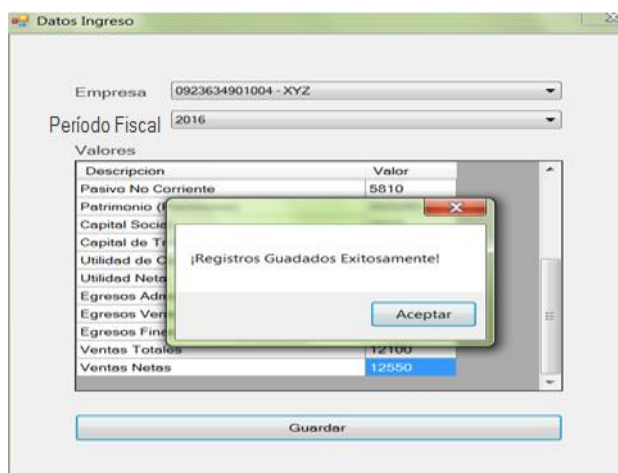 Datos Ingreso
Empresa 0923634901004 - XYZ
Período Fiscal 2016
Valores
Descripcion Valor
Pasivo No Corriente 5810
Patrimonio
Capital Socia
Capital de Tr
Utilidad de
Utilidad Neta
Egresos Adm
Egresos Ven
Egresos Fina
¡Registros Guadados Exitosamente!
Aceptar
Ventas Totales 12100
Ventas Netas 12550
Guardar